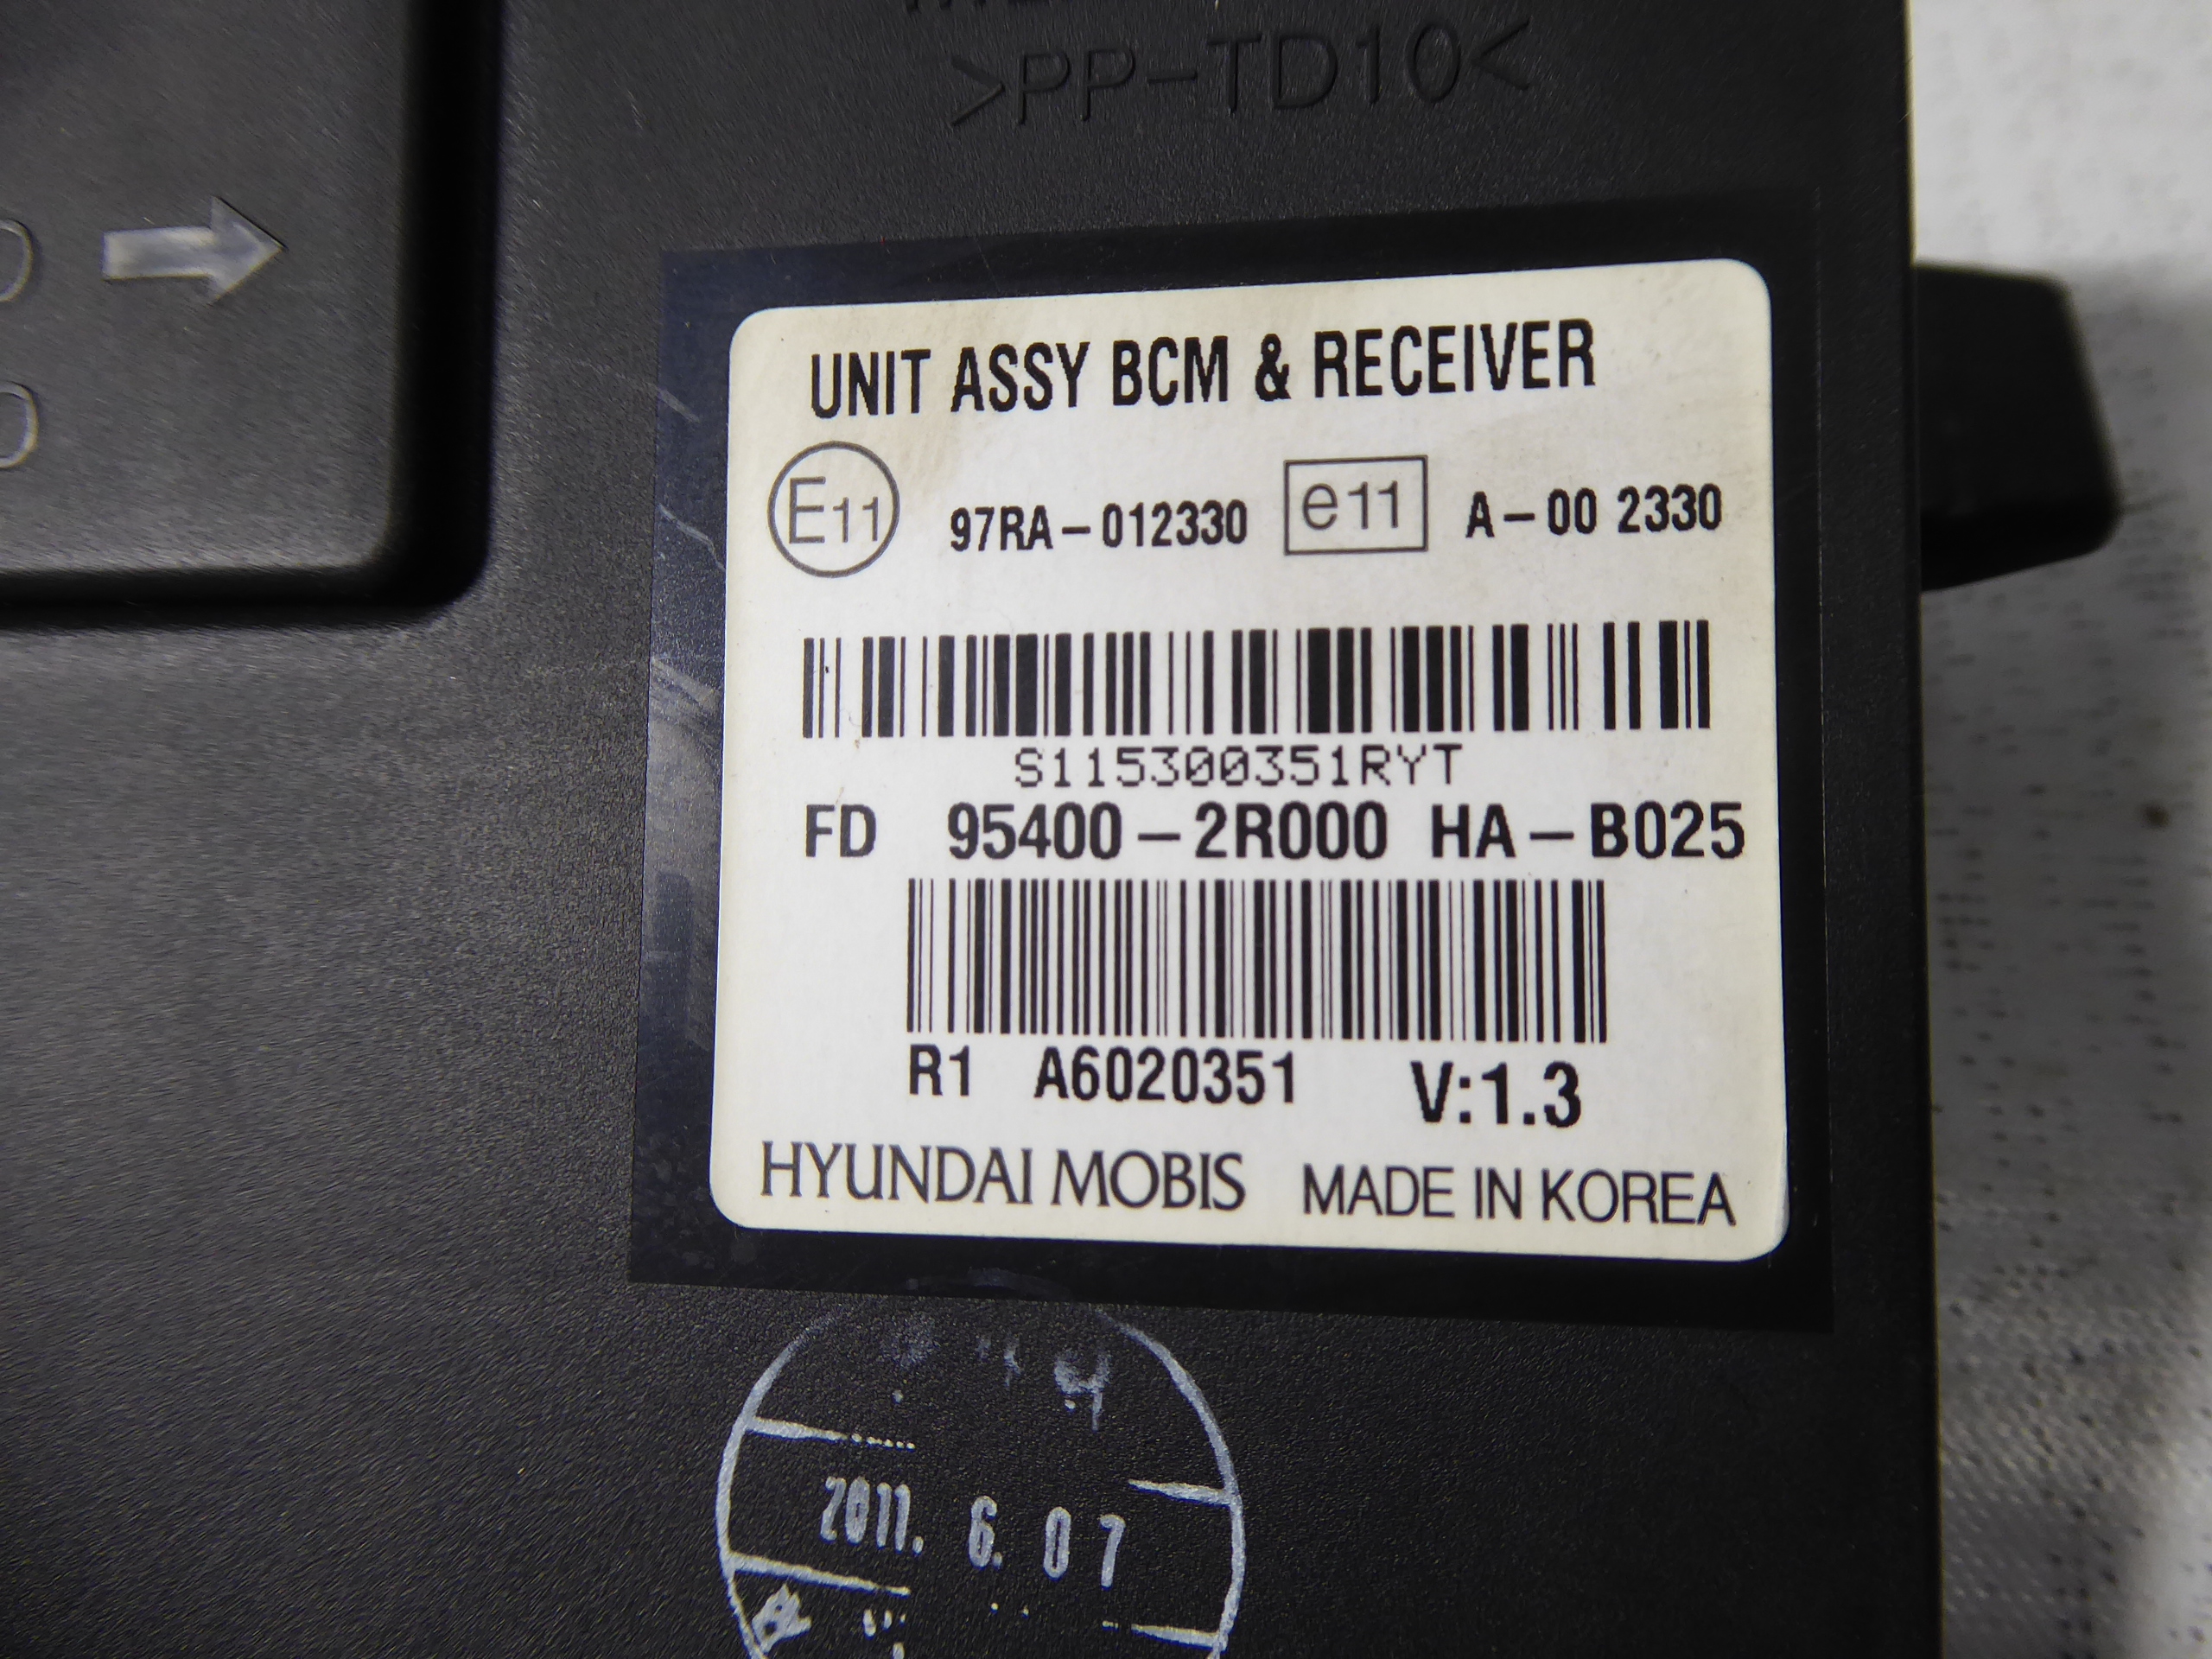 >PP-TD10<
UNIT ASSY BCM & RECEIVER
E11 97RA-012330 e11 A-00 2330
S115300351RYT
FD 95400-2R000 HA-B025
R1 A6020351 V:1.3
HYUNDAI MOBIS MADE IN KOREA
2011. 6. 07